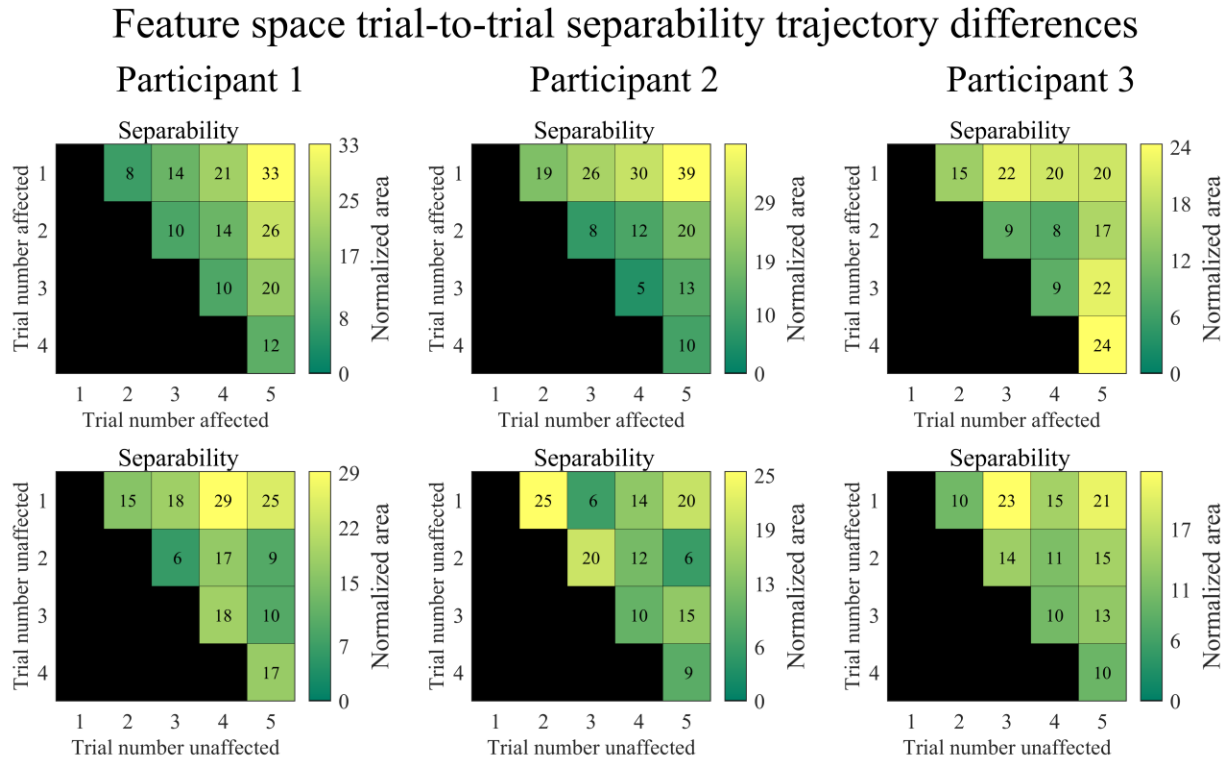 Feature space trial-to-trial separability trajectory differences
Participant 1
Participant 2
Participant 3
Separability
1 8 14 21 33
2 10 14 26
3 10 20
4 12
1 2 3 4 5
Trial number affected
Trial number affected
33
25
17
8
0
Normalized area
Separability
1 19 26 30 39
2 8 12 20
3 5 13
4 10
1 2 3 4 5
Trial number affected
Trial number affected
29
19
10
0
Normalized area
Separability
1 15 22 20 20
2 9 8 17
3 9 22
4 24
1 2 3 4 5
Trial number affected
Trial number affected
24
18
12
6
0
Normalized area
Separability
1 15 18 29 25
2 6 17 9
3 18 10
4 17
1 2 3 4 5
Trial number unaffected
Trial number unaffected
29
22
15
7
0
Normalized area
Separability
1 25 6 14 20
2 20 12 6
3 10 15
4 9
1 2 3 4 5
Trial number unaffected
Trial number unaffected
25
19
13
6
0
Normalized area
Separability
1 10 23 15 21
2 14 11 15
3 10 13
4 10
1 2 3 4 5
Trial number unaffected
Trial number unaffected
17
11
6
0
Normalized area